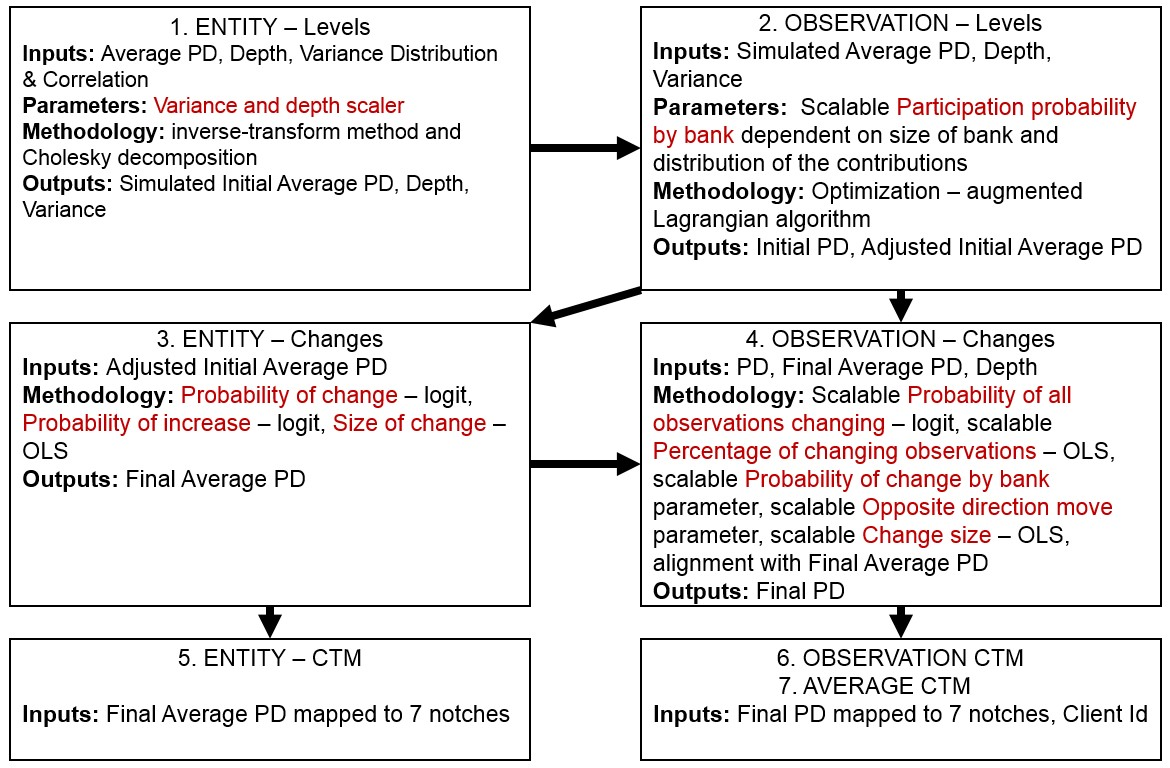 1. ENTITY – Levels
Inputs: Average PD, Depth, Variance Distribution
& Correlation
Parameters: Variance and depth scaler
Methodology: inverse-transform method and
Cholesky decomposition
Outputs: Simulated Initial Average PD, Depth,
Variance
2. OBSERVATION – Levels
Inputs: Simulated Average PD, Depth,
Variance
Parameters: Scalable Participation probability
by bank dependent on size of bank and
distribution of the contributions
Methodology: Optimization – augmented
Lagrangian algorithm
Outputs: Initial PD, Adjusted Initial Average PD
3. ENTITY – Changes
Inputs: Adjusted Initial Average PD
Methodology: Probability of change – logit,
Probability of increase – logit, Size of change –
OLS
Outputs: Final Average PD
4. OBSERVATION – Changes
Inputs: PD, Final Average PD, Depth
Methodology: Scalable Probability of all
observations changing – logit, scalable
Percentage of changing observations – OLS,
scalable Probability of change by bank
parameter, scalable Opposite direction move
parameter, scalable Change size – OLS,
alignment with Final Average PD
Outputs: Final PD
5. ENTITY – CTM
Inputs: Final Average PD mapped to 7 notches
6. OBSERVATION CTM
7. AVERAGE CTM
Inputs: Final PD mapped to 7 notches, Client Id